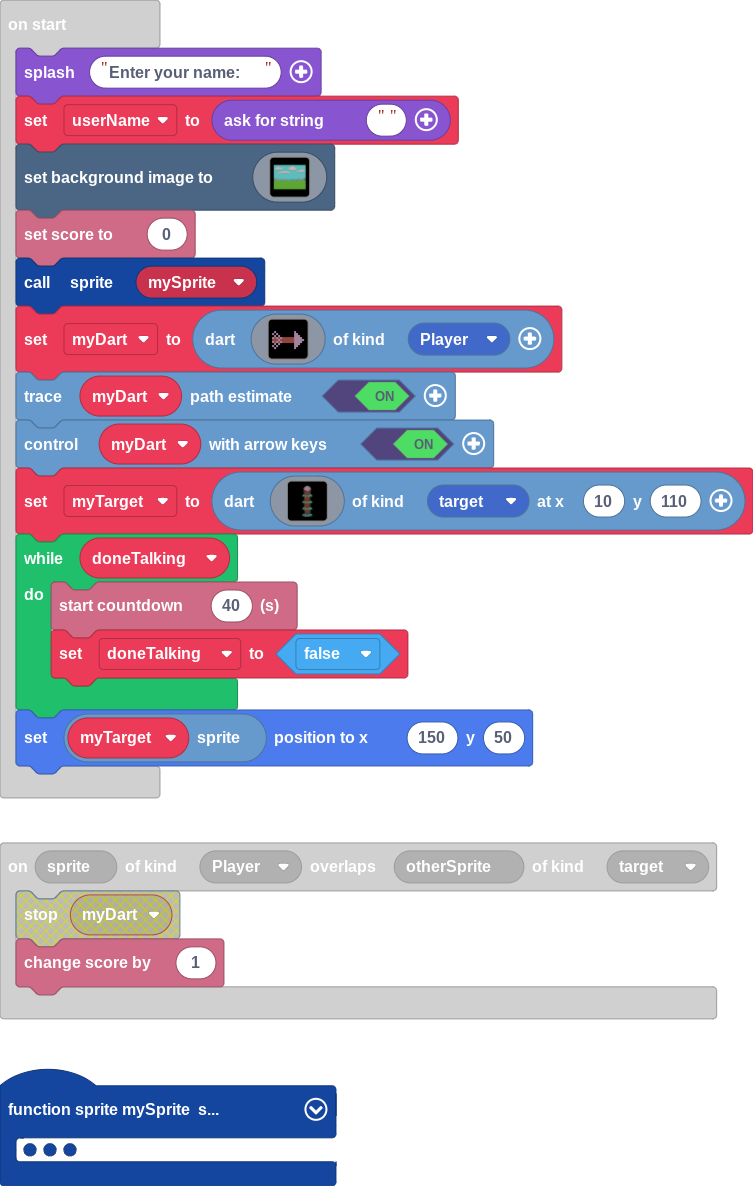 on start
splash "Enter your name: "
set userName to ask for string " "
set background image to
set score to 0
call sprite mySprite
set myDart to dart of kind Player
trace myDart path estimate ON
control myDart with arrow keys ON
set myTarget to dart of kind target at x 10 y 110
while doneTalking
do
start countdown 40 (s)
set doneTalking to false
set myTarget sprite position to x 150 y 50
on sprite of kind Player overlaps otherSprite of kind target
stop myDart
change score by 1
function sprite mySprite s...